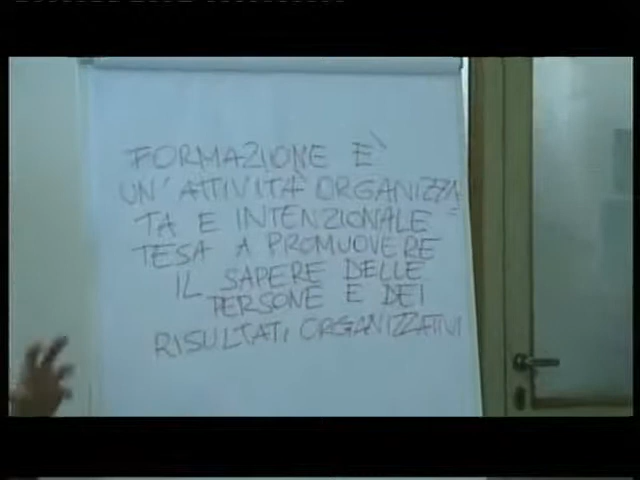 FORMAZIONE E'
UN'ATTIVITÀ ORGANIZZA=
TA E INTENZIONALE
TESA A PROMUOVERE
IL SAPERE DELLE
PERSONE E DEI
RISULTATI ORGANIZZATIVI